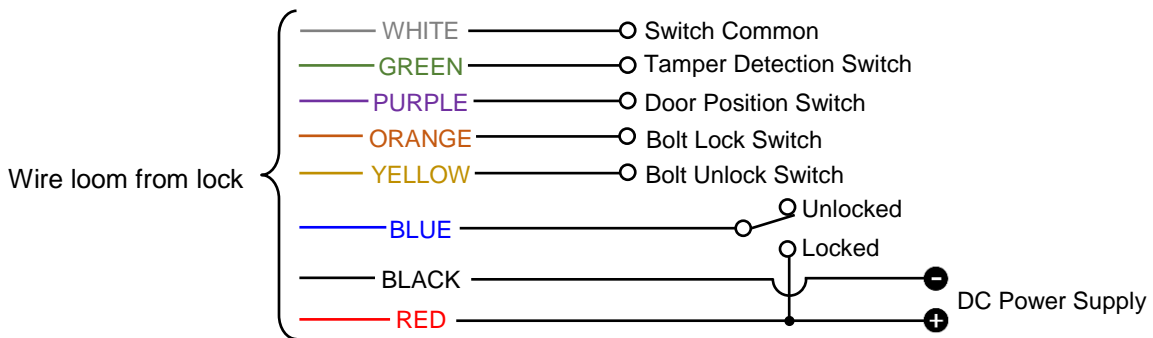 WHITE Switch Common
GREEN Tamper Detection Switch
PURPLE Door Position Switch
ORANGE Bolt Lock Switch
Wire loom from lock
YELLOW Bolt Unlock Switch
Unlocked
BLUE
Locked
BLACK
-
DC Power Supply
RED
+